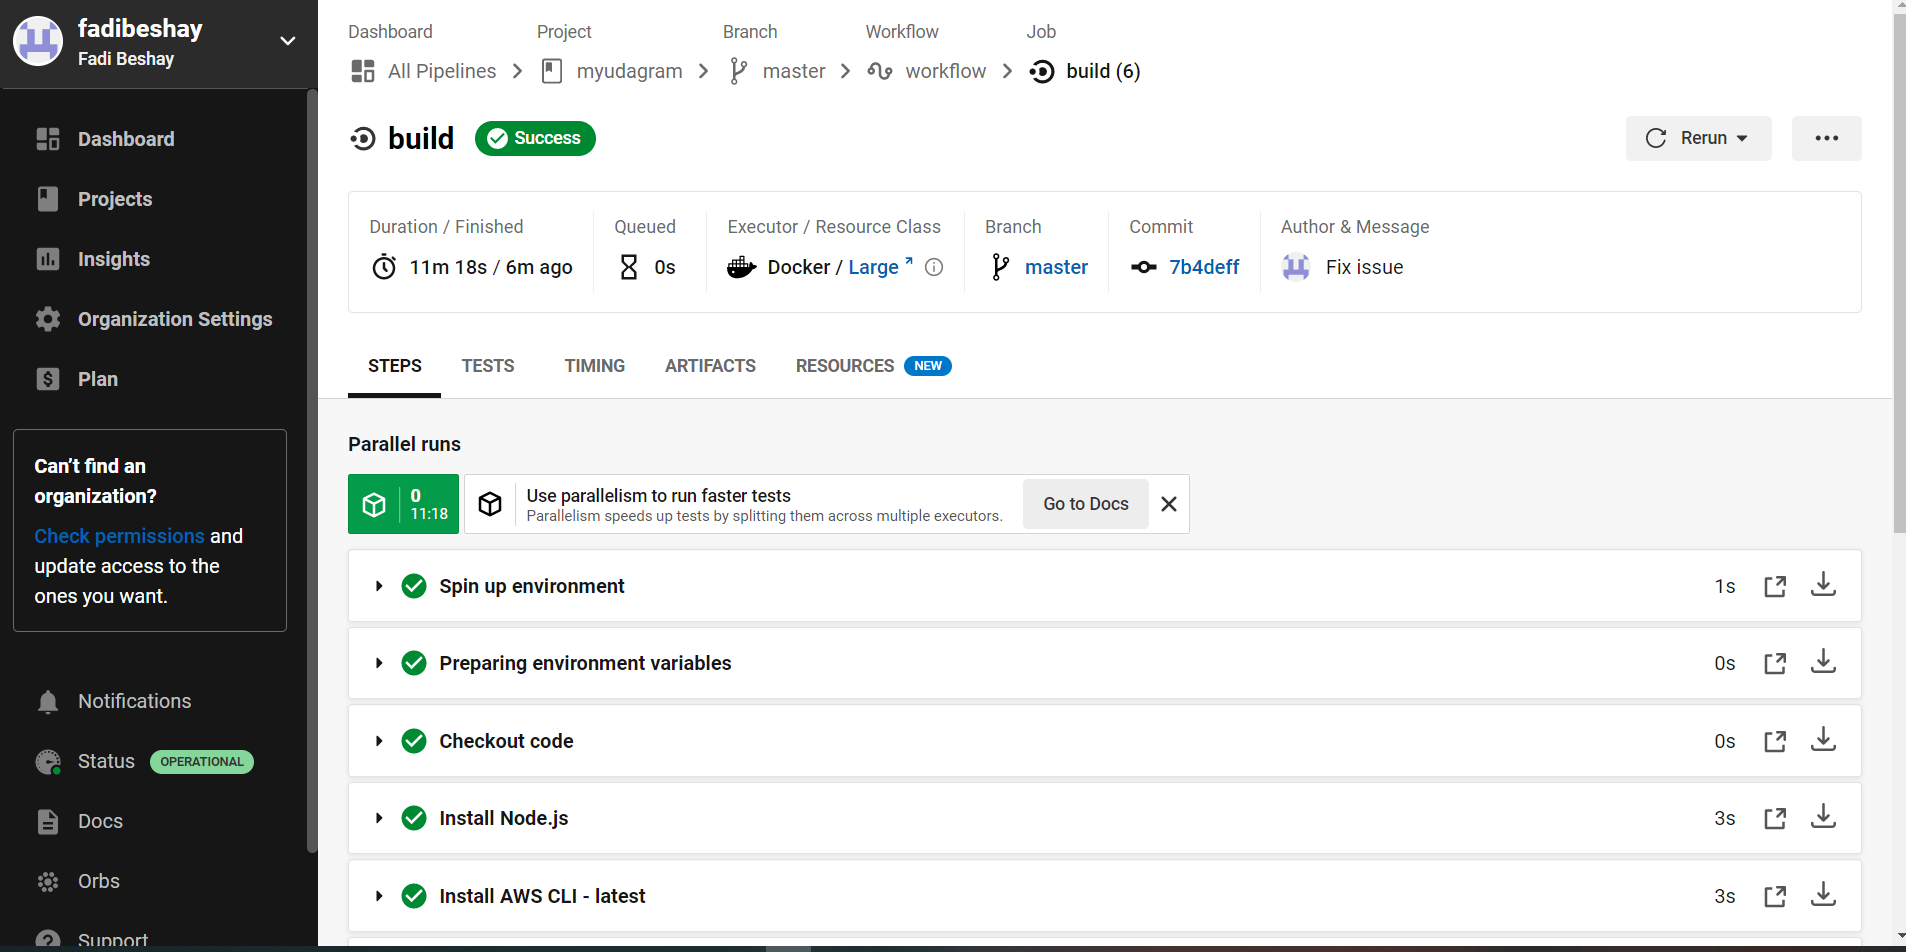 fadibeshay
Fadi Beshay
Dashboard
Projects
Insights
Organization Settings
Plan
Can't find an
organization?
Check permissions and
update access to the
ones you want.
Notifications
Status OPERATIONAL
Docs
Orbs
Support
Dashboard Project Branch Workflow Job
All Pipelines myudagram master workflow build (6)
build Success Rerun
Duration / Finished Queued Executor / Resource Class Branch Commit Author & Message
11m 18s / 6m ago 0s Docker / Large master 7b4deff Fix issue
STEPS TESTS TIMING ARTIFACTS RESOURCES NEW
Parallel runs
0
11:18
Use parallelism to run faster tests
Parallelism speeds up tests by splitting them across multiple executors.
Go to Docs
Spin up environment 1s
Preparing environment variables 0s
Checkout code 0s
Install Node.js 3s
Install AWS CLI - latest 3s